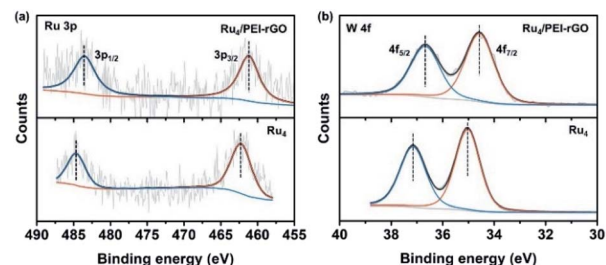 (a)
Ru 3p
Ru₄/PEI-rGO
3p₁/₂
3p₃/₂
Ru₄
Counts
489 485 480 475 470 465 460 455
Binding energy (eV)
(b)
W 4f
Ru₄/PEI-rGO
4f₅/₂
4f₇/₂
Ru₄
Counts
40 38 36 34 32 30
Binding energy (eV)